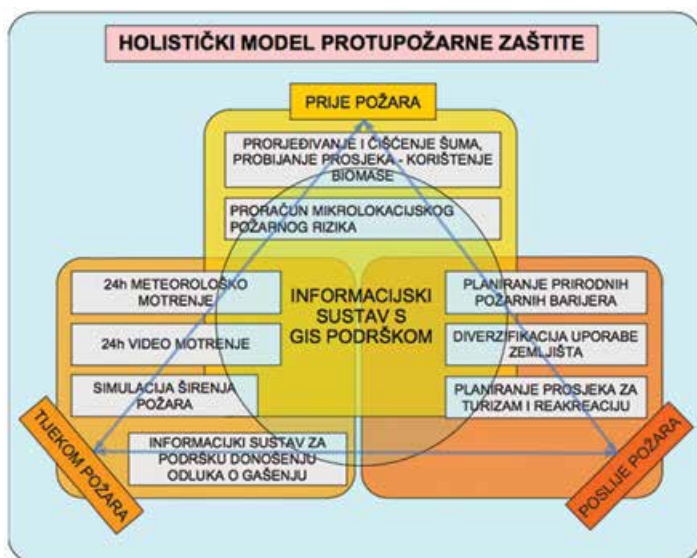 HOLISTIČKI MODEL PROTUPOŽARNE ZAŠTITE
PRIJE POŽARA
PRORJEĐIVANJE I ČIŠĆENJE ŠUMA,
PROBIJANJE PROSJEKA - KORIŠTENJE
BIOMASE
PRORAČUN MIKROLOKACIJSKOG
POŽARNOG RIZIKA
24h METEOROLOŠKO
MOTRENJE
24h VIDEO MOTRENJE
SIMULACIJA ŠIRENJA
POŽARA
INFORMACIJSKI
SUSTAV S
GIS PODRŠKOM
PLANIRANJE PRIRODNIH
POŽARNIH BARIJERA
DIVERZIFIKACIJA UPORABE
ZEMLJIŠTA
PLANIRANJE PROSJEKA ZA
TURIZAM I REAKREACIJU
TIJEKOM POŽARA
INFORMACIJKI SUSTAV ZA
PODRŠKU DONOŠENJU
ODLUKA O GAŠENJU
POSLIJE POŽARA